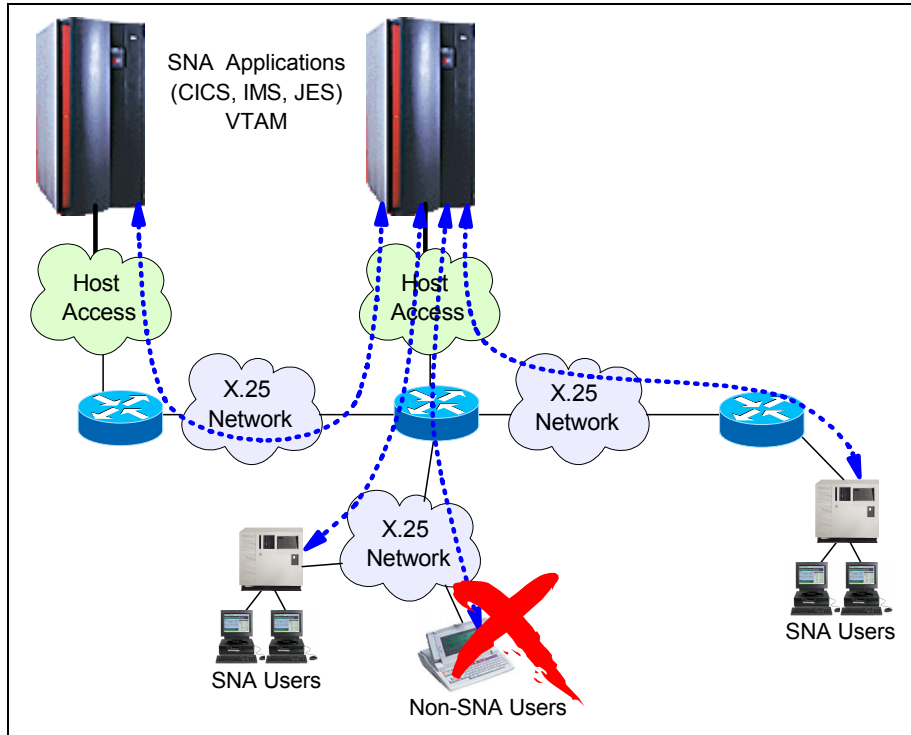 SNA Applications
(CICS, IMS, JES)
VTAM
Host
Access
Host
Access
X.25
Network
X.25
Network
X.25
Network
SNA Users
SNA Users
Non-SNA Users